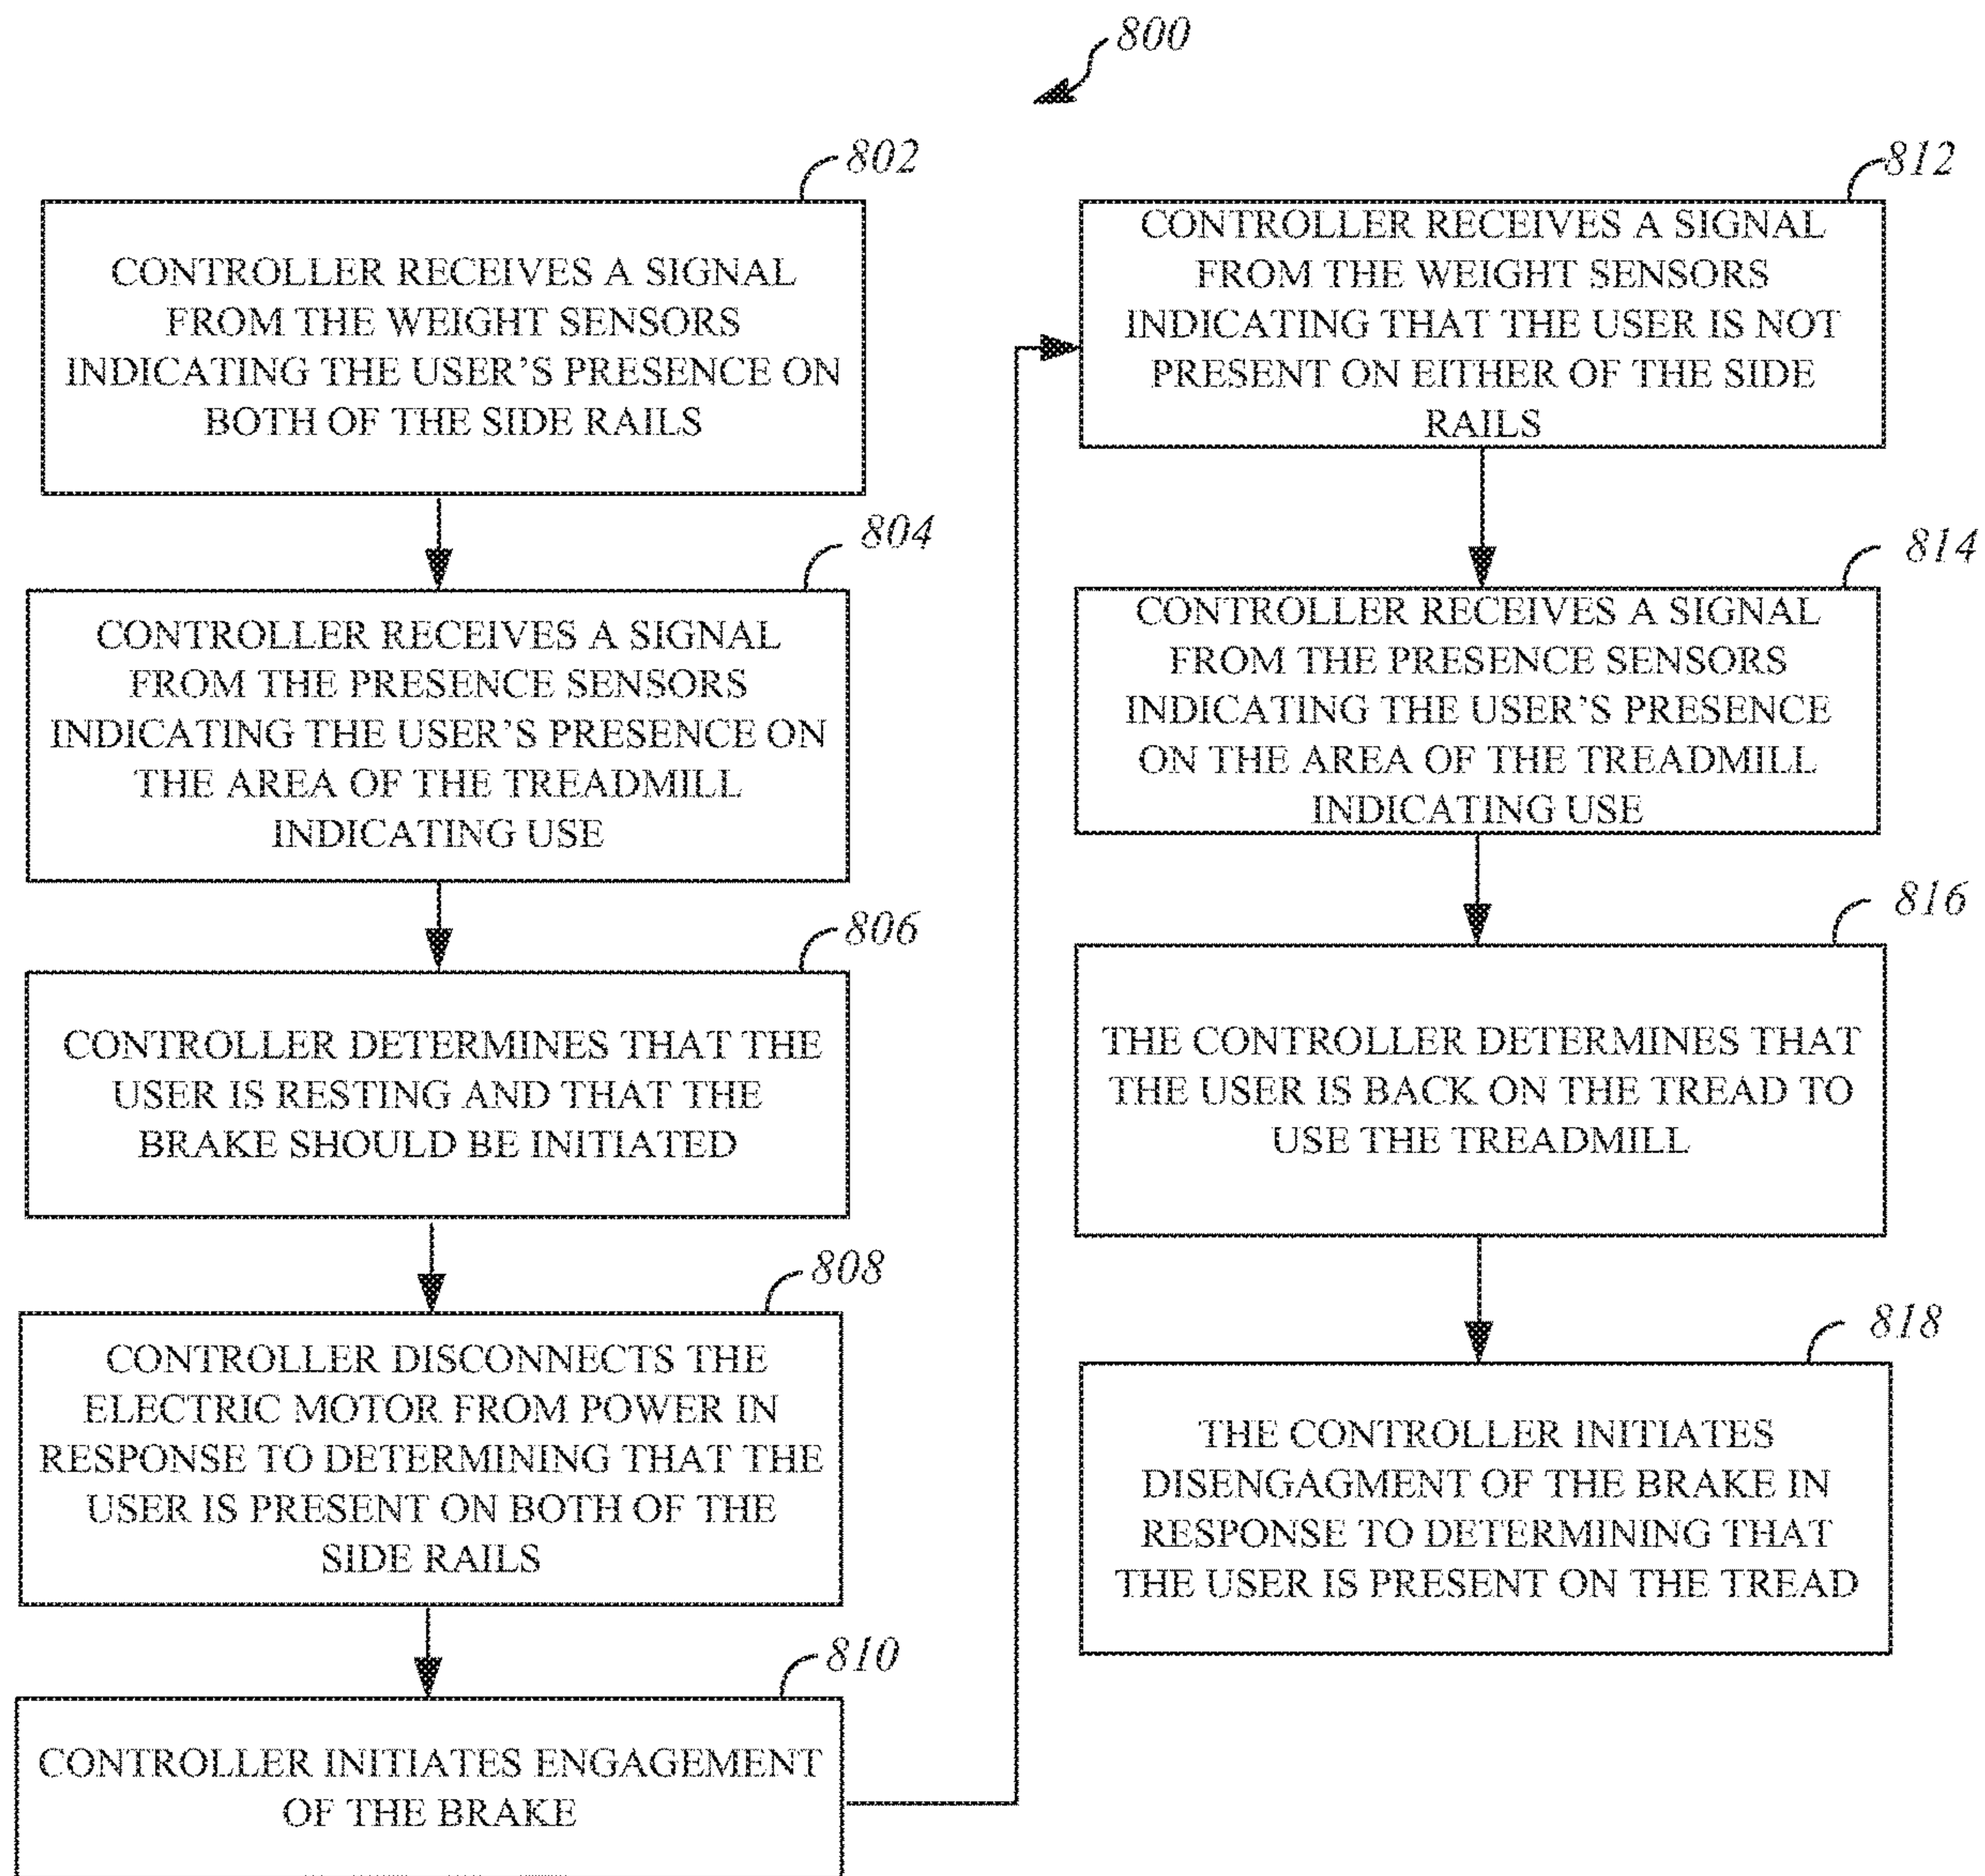 800
802
CONTROLLER RECEIVES A SIGNAL
FROM THE WEIGHT SENSORS
INDICATING THE USER'S PRESENCE ON
BOTH OF THE SIDE RAILS
804
CONTROLLER RECEIVES A SIGNAL
FROM THE PRESENCE SENSORS
INDICATING THE USER'S PRESENCE ON
THE AREA OF THE TREADMILL
INDICATING USE
806
CONTROLLER DETERMINES THAT THE
USER IS RESTING AND THAT THE
BRAKE SHOULD BE INITIATED
808
CONTROLLER DISCONNECTS THE
ELECTRIC MOTOR FROM POWER IN
RESPONSE TO DETERMINING THAT THE
USER IS PRESENT ON BOTH OF THE
SIDE RAILS
810
CONTROLLER INITIATES ENGAGEMENT
OF THE BRAKE
812
CONTROLLER RECEIVES A SIGNAL
FROM THE WEIGHT SENSORS
INDICATING THAT THE USER IS NOT
PRESENT ON EITHER OF THE SIDE
RAILS
814
CONTROLLER RECEIVES A SIGNAL
FROM THE PRESENCE SENSORS
INDICATING THE USER'S PRESENCE
ON THE AREA OF THE TREADMILL
INDICATING USE
816
THE CONTROLLER DETERMINES THAT
THE USER IS BACK ON THE TREAD TO
USE THE TREADMILL
818
THE CONTROLLER INITIATES
DISENGAGMENT OF THE BRAKE IN
RESPONSE TO DETERMINING THAT
THE USER IS PRESENT ON THE TREAD